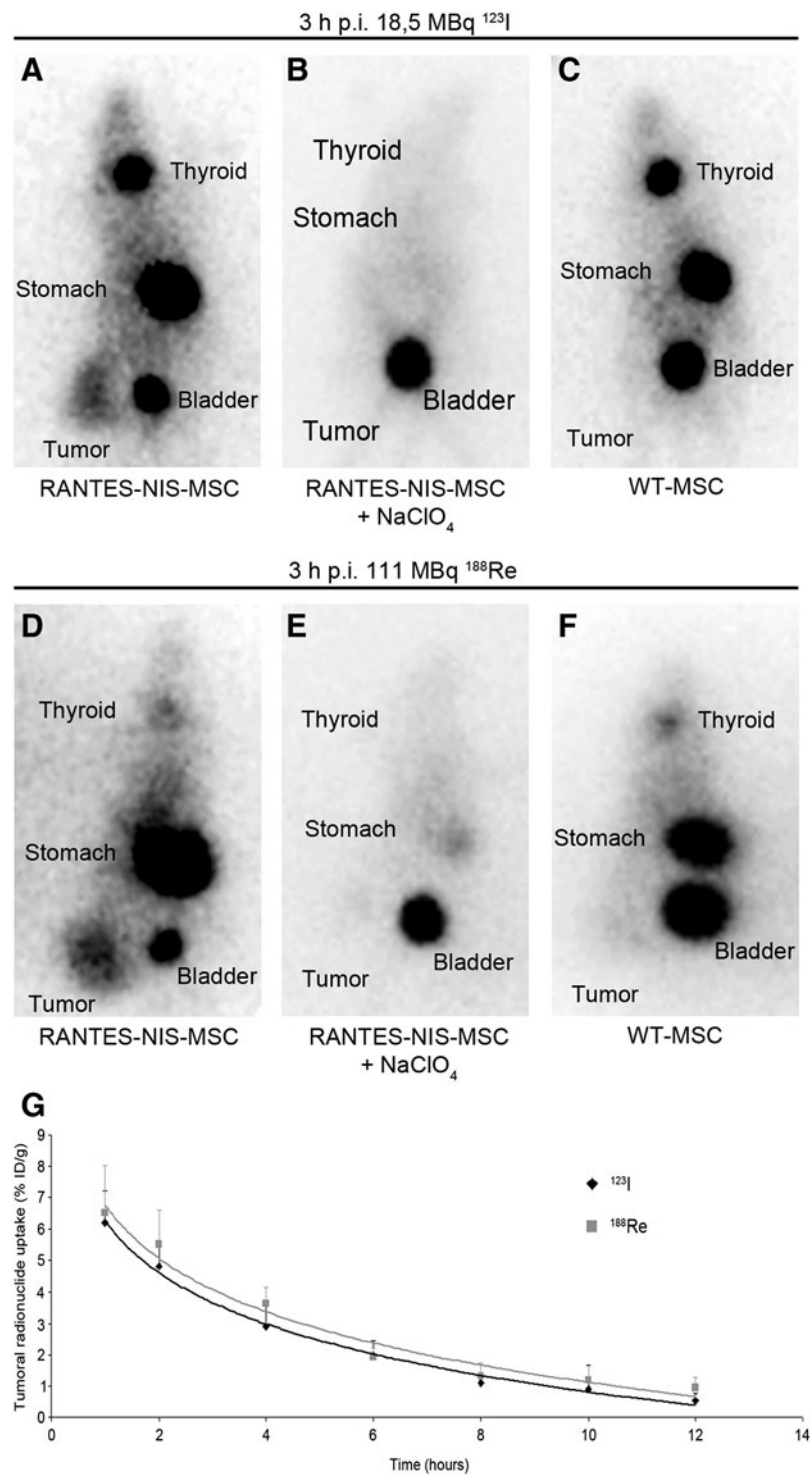 3 h p.i. 18,5 MBq ¹²³I
A
Thyroid
Stomach
Bladder
Tumor
RANTES-NIS-MSC
B
Thyroid
Stomach
Bladder
Tumor
RANTES-NIS-MSC
+ NaClO₄
C
Thyroid
Stomach
Bladder
Tumor
WT-MSC
3 h p.i. 111 MBq ¹⁸⁸Re
D
Thyroid
Stomach
Bladder
Tumor
RANTES-NIS-MSC
E
Thyroid
Stomach
Bladder
Tumor
RANTES-NIS-MSC
+ NaClO₄
F
Thyroid
Stomach
Bladder
Tumor
WT-MSC
G
Tumoral radionuclide uptake (% ID/g)
9
8
7
6
5
4
3
2
1
0
¹²³I
¹⁸⁸Re
0 2 4 6 8 10 12 14
Time (hours)